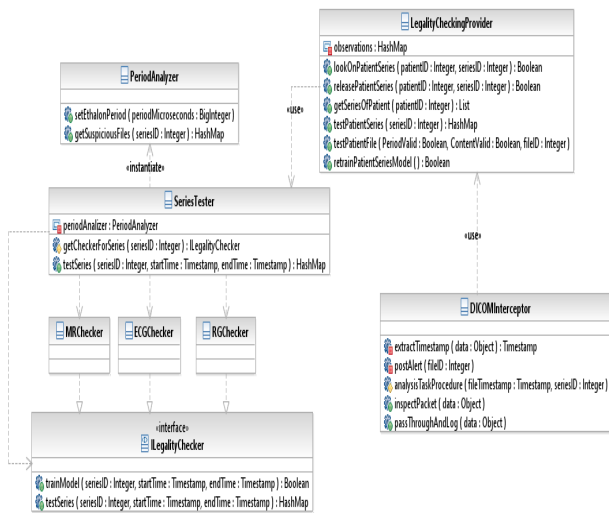 LegalityCheckingProvider
observations : HashMap
lookOnPatientSeries ( patientID : Integer, seriesID : Integer ) : Boolean
releasePatientSeries ( patientID : Integer, seriesID : Integer ) : Boolean
getSeriesOfPatient ( patientID : Integer ) : List
testPatientSeries ( seriesID : Integer ) : HashMap
testPatientFile ( PeriodValid : Boolean, ContentValid : Boolean, fileID : Integer )
retrainPatientSeriesModel ( ) : Boolean
PeriodAnalyzer
setEthalonPeriod ( periodMicroseconds : BigInteger )
getSuspiciousFiles ( seriesID : Integer ) : HashMap
«use»
«instantiate»
SeriesTester
periodAnalizer : PeriodAnalyzer
getCheckerForSeries ( seriesID : Integer ) : ILegalityChecker
testSeries ( seriesID : Integer, startTime : Timestamp, endTime : Timestamp ) : HashMap
«use»
DICOMInterceptor
extractTimestamp ( data : Object ) : Timestamp
postAlert ( fileID : Integer )
analysisTaskProcedure ( fileTimestamp : Timestamp, seriesID : Integer )
inspectPacket ( data : Object )
passThroughAndLog ( data : Object )
MRChecker
ECGChecker
RGChecker
«interface»
ILegalityChecker
trainModel ( seriesID : Integer, startTime : Timestamp, endTime : Timestamp ) : Boolean
testSeries ( seriesID : Integer, startTime : Timestamp, endTime : Timestamp ) : HashMap